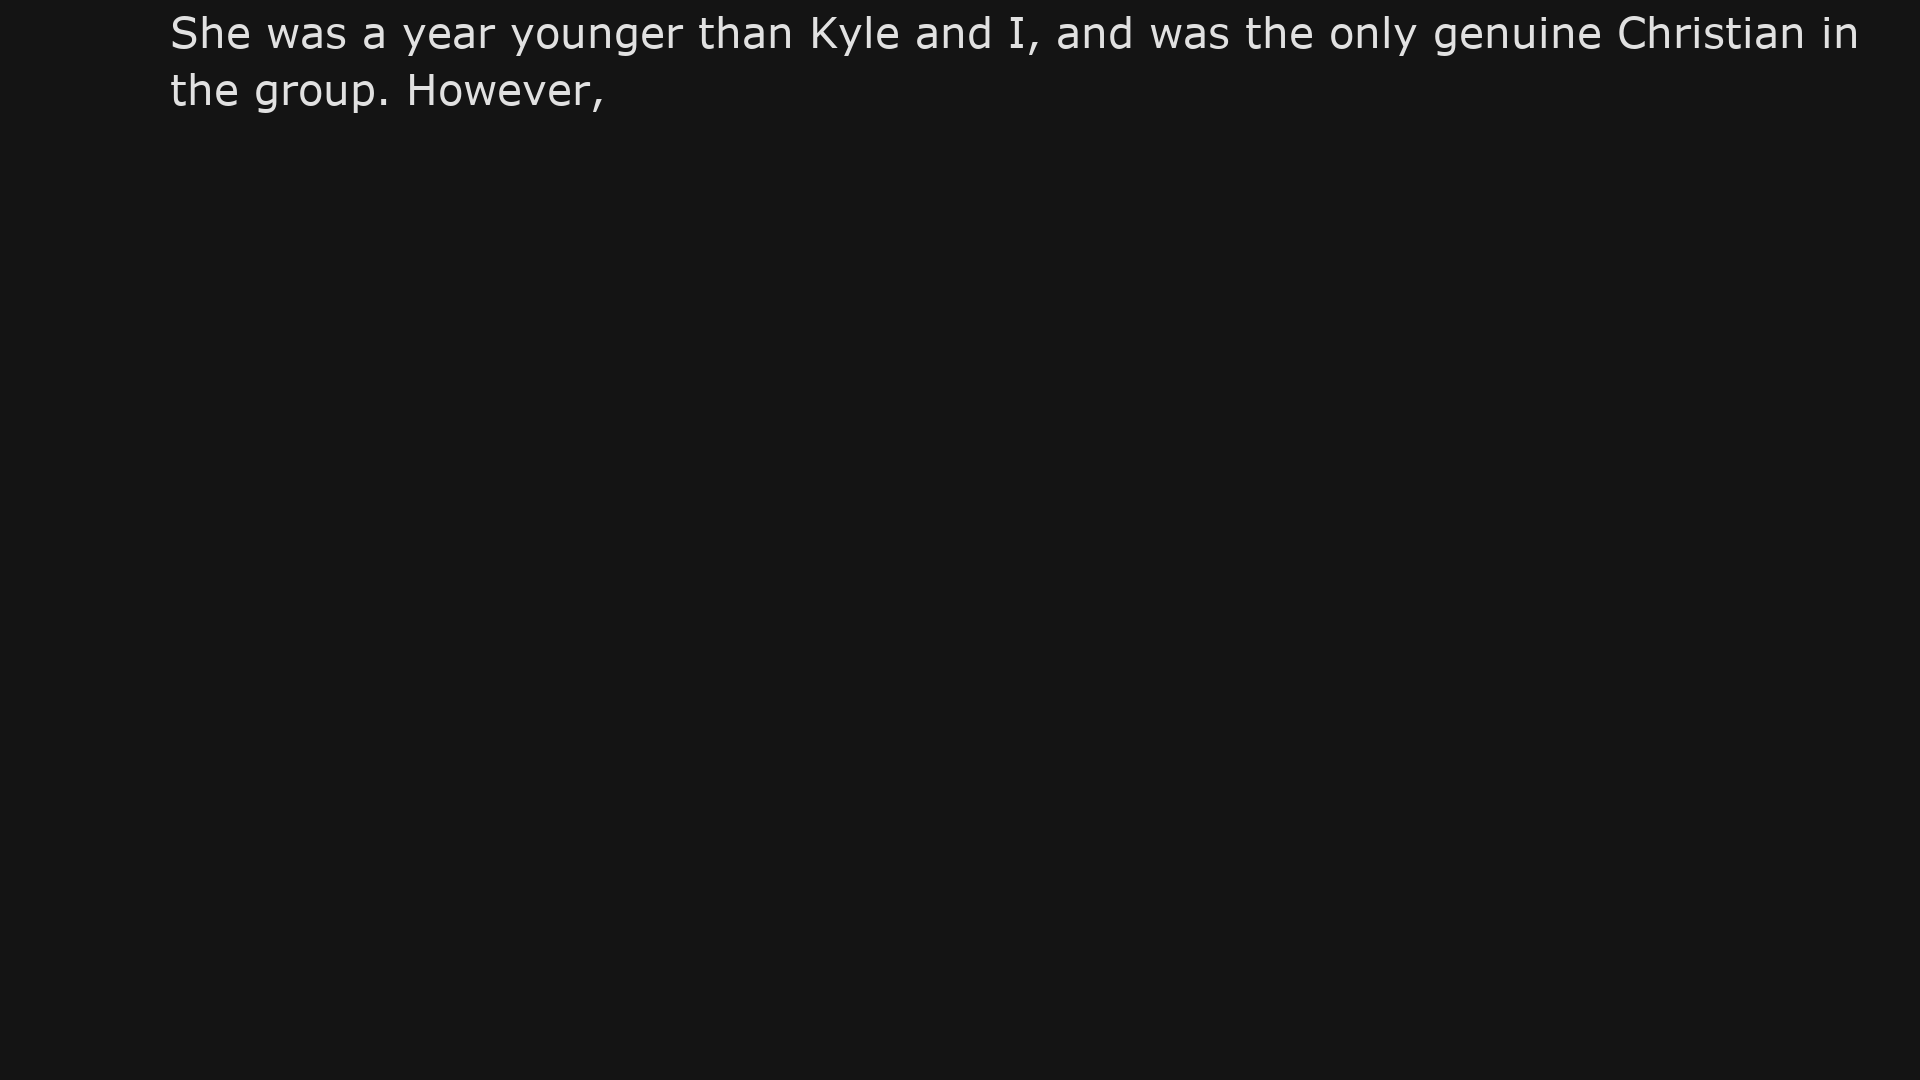 She was a year younger than Kyle and I, and was the only genuine Christian in
the group. However,